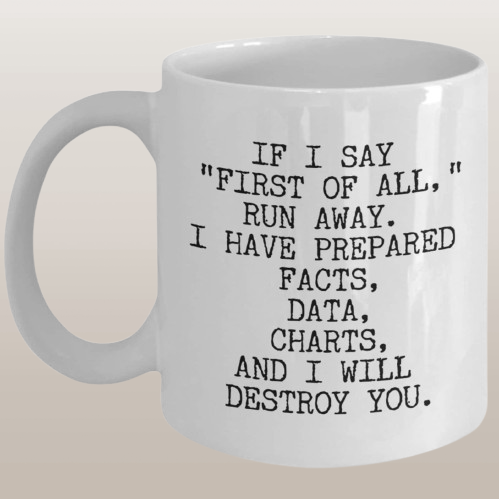 IF I SAY
"FIRST OF ALL,"
RUN AWAY.
I HAVE PREPARED
FACTS,
DATA,
CHARTS,
AND I WILL
DESTROY YOU.